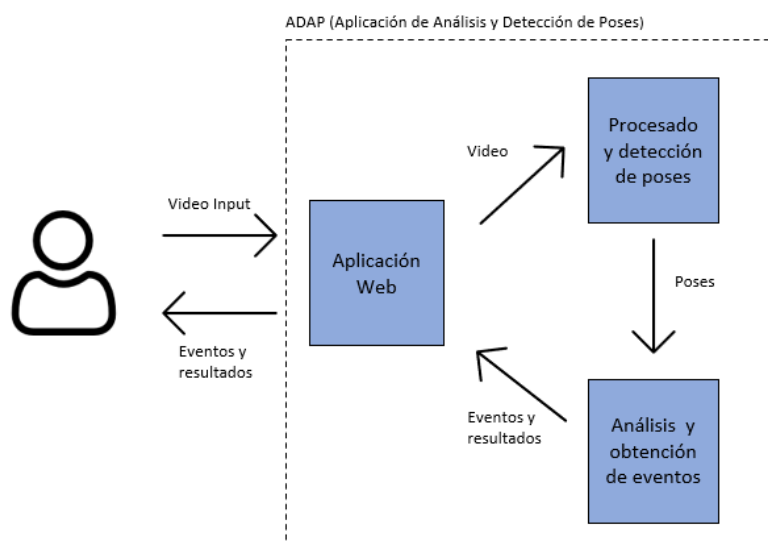 ADAP (Aplicación de Análisis y Detección de Poses)
Video Input
Eventos y
resultados
Aplicación
Web
Video
Procesado
y detección
de poses
Poses
Análisis y
obtención
de eventos
Eventos y
resultados